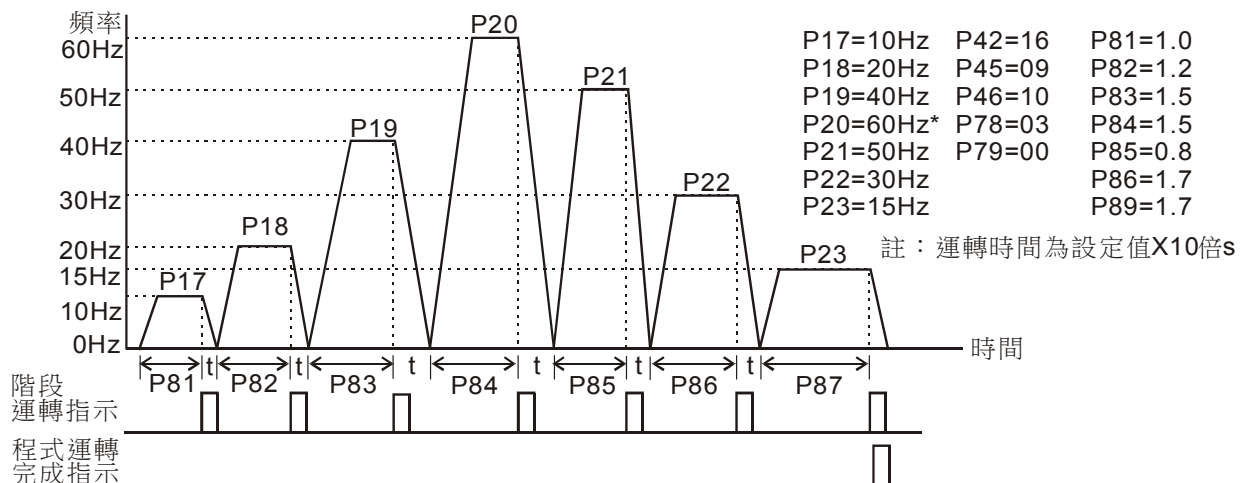 頻率
60Hz
50Hz
40Hz
30Hz
20Hz
15Hz
10Hz
0Hz
P17
P18
P19
P20
P21
P22
P23
P17=10Hz P42=16 P81=1.0
P18=20Hz P45=09 P82=1.2
P19=40Hz P46=10 P83=1.5
P20=60Hz* P78=03 P84=1.5
P21=50Hz P79=00 P85=0.8
P22=30Hz P86=1.7
P23=15Hz P89=1.7
註：運轉時間為設定值X10倍s
時間
P81 t P82 t P83 t P84 t P85 t P86 t P87
階段
運轉指示
程式運轉
完成指示